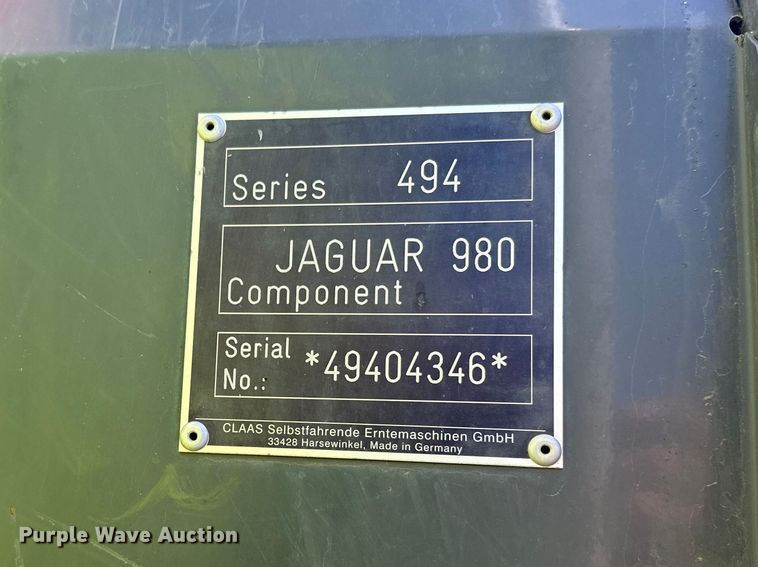 Series 494
JAGUAR 980
Component
Serial
No.: *49404346*
CLAAS Selbstfahrende Erntemaschinen GmbH
33428 Harsewinkel, Made in Germany
Purple Wave Auction